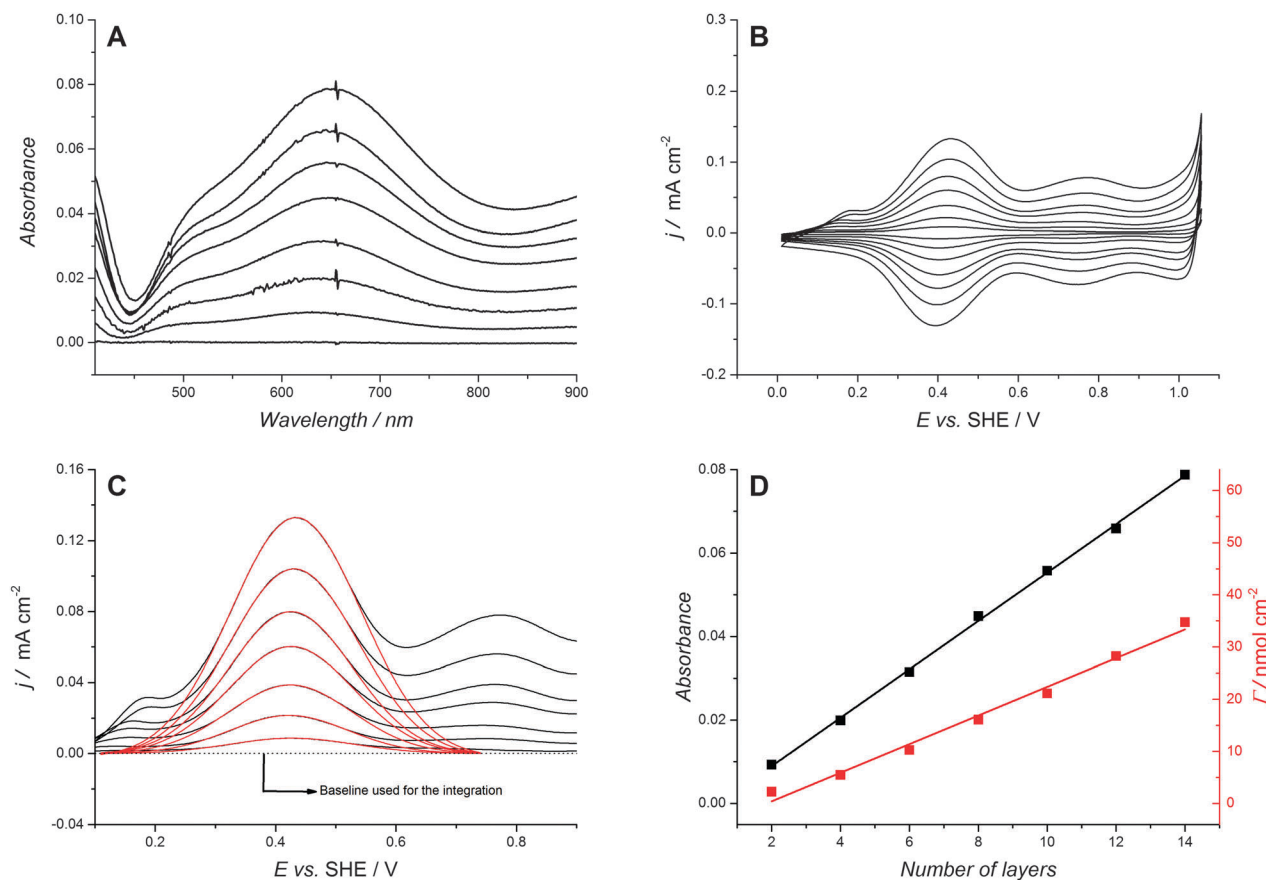 A
0.10
0.08
0.06
0.04
0.02
0.00
Absorbance
500 600 700 800 900
Wavelength / nm
B
0.3
0.2
0.1
0.0
-0.1
-0.2
j / mA cm-2
0.0 0.2 0.4 0.6 0.8 1.0
E vs. SHE / V
C
0.16
0.12
0.08
0.04
0.00
-0.04
j / mA cm-2
Baseline used for the integration
0.2 0.4 0.6 0.8
E vs. SHE / V
D
0.08
0.06
0.04
0.02
0.00
Absorbance
60
50
40
30
20
10
0
Γ / nmol cm-2
2 4 6 8 10 12 14
Number of layers